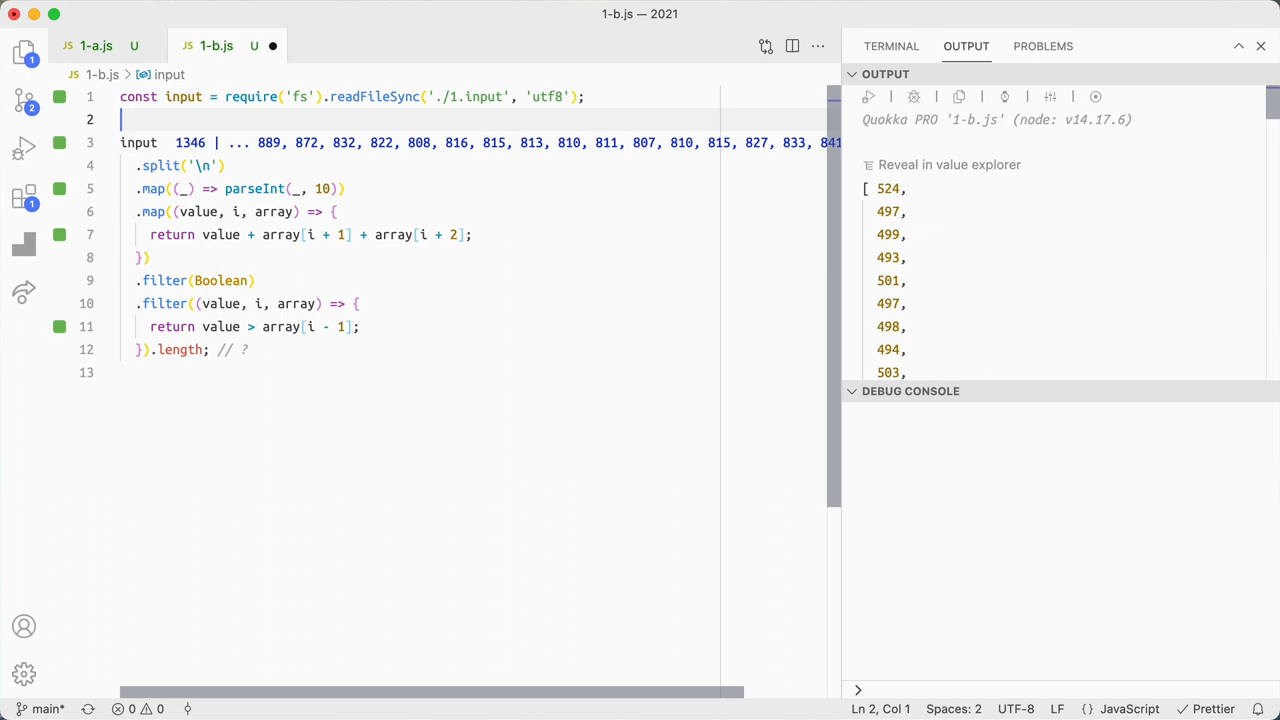 1-b.js — 2021
JS 1-a.js U
JS 1-b.js U
TERMINAL OUTPUT PROBLEMS
JS 1-b.js > input
OUTPUT
1
2
1
1 const input = require('fs').readFileSync('./1.input', 'utf8');
2
3 input 1346 | ... 889, 872, 832, 822, 808, 816, 815, 813, 810, 811, 807, 810, 815, 827, 833, 841
4 .split('\n')
5 .map((_) => parseInt(_, 10))
6 .map((value, i, array) => {
7 return value + array[i + 1] + array[i + 2];
8 })
9 .filter(Boolean)
10 .filter((value, i, array) => {
11 return value > array[i - 1];
12 }).length; // ?
13
Quokka PRO '1-b.js' (node: v14.17.6)
Reveal in value explorer
[ 524,
497,
499,
493,
501,
497,
498,
494,
503,
DEBUG CONSOLE
main* 0 0 Ln 2, Col 1 Spaces: 2 UTF-8 LF {} JavaScript Prettier